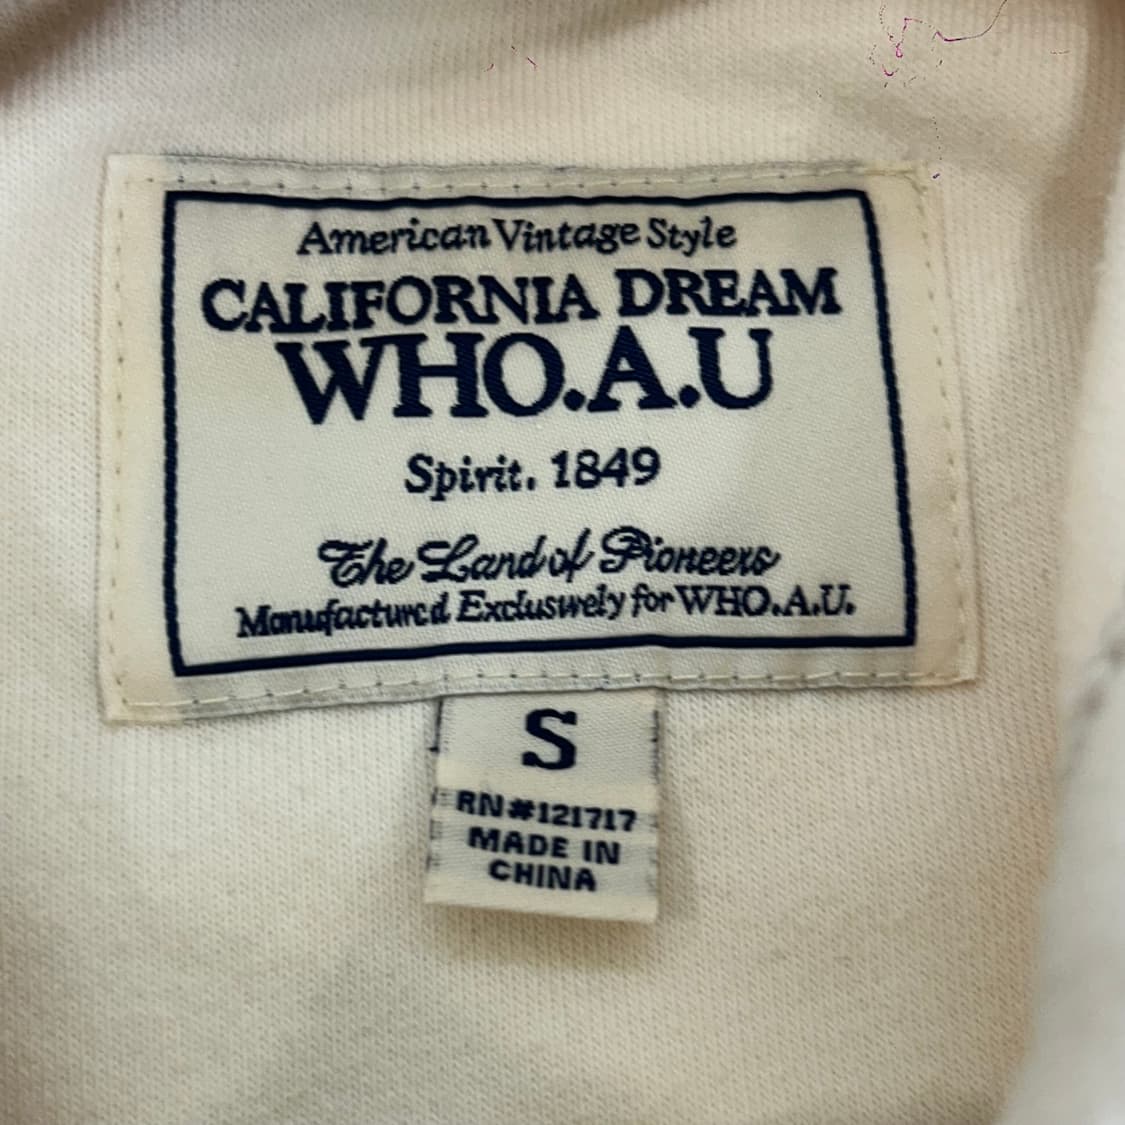 American Vintage Style
CALIFORNIA DREAM
WHO.A.U
Spirit. 1849
The Land of Pioneers
Manufactured Exclusively for WHO.A.U.
S
RN#121717
MADE IN
CHINA